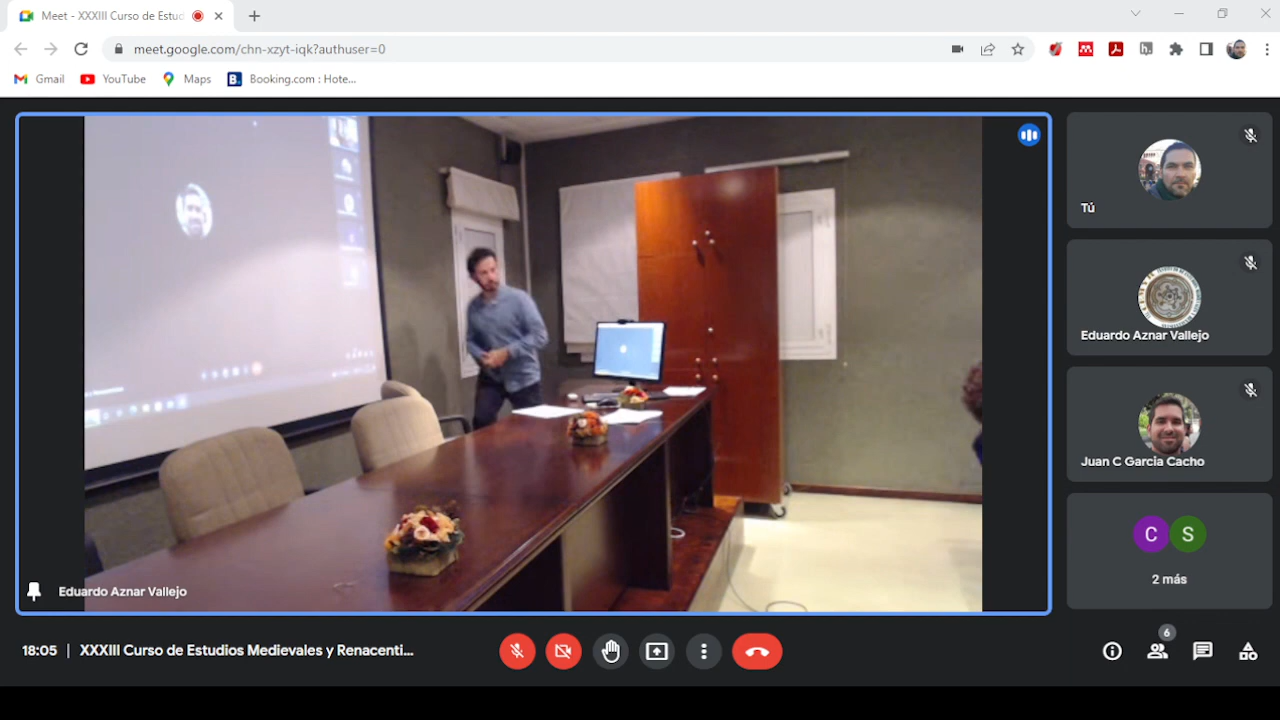 Meet - XXXIII Curso de Estu
meet.google.com/chn-xzyt-iqk?authuser=0
Gmail
YouTube
Maps
B.
Booking.com : Hote...
Tú
Eduardo Aznar Vallejo
Juan C Garcia Cacho
C
S
2 más
Eduardo Aznar Vallejo
18:05 | XXXIII Curso de Estudios Medievales y Renacenti...
6